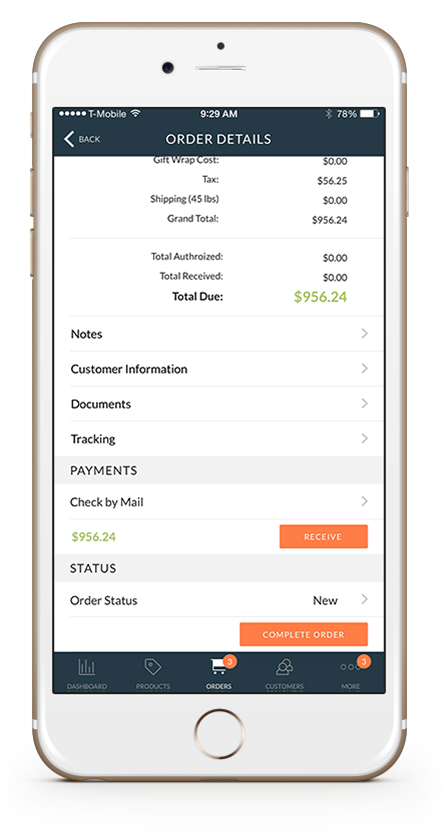 T-Mobile 9:29 AM 78%
BACK ORDER DETAILS
Gift Wrap Cost: $0.00
Tax: $56.25
Shipping (45 lbs) $0.00
Grand Total: $956.24
Total Authroized: $0.00
Total Received: $0.00
Total Due: $956.24
Notes
Customer Information
Documents
Tracking
PAYMENTS
Check by Mail
$956.24 RECEIVE
STATUS
Order Status New
COMPLETE ORDER
3 3
DASHBOARD PRODUCTS ORDERS CUSTOMERS MORE